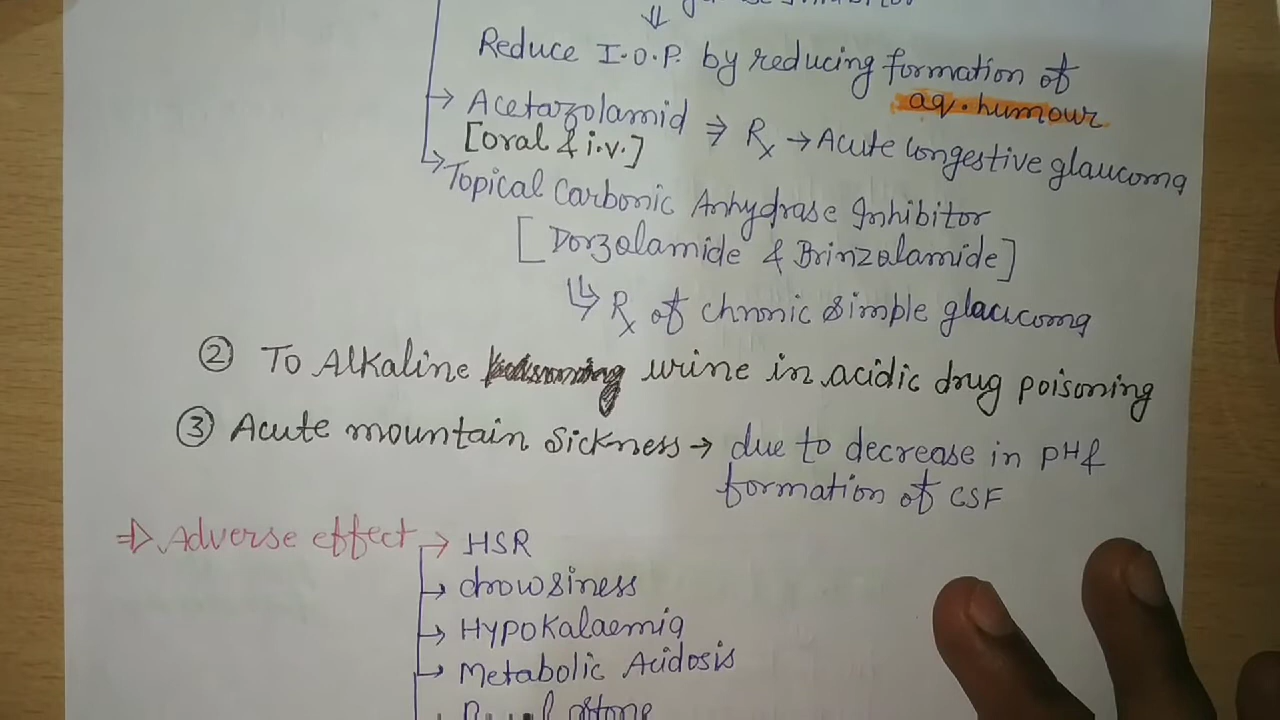 ⇓
Reduce I.O.P. by reducing formation of
aq. humour
→ Acetazolamid ⇒ Rx → Acute Congestive glaucoma
[oral & i.v.]
Topical Carbonic Anhydrase Inhibitor
[Dorzolamide & Brinzolamide]
Rx of chronic simple glaucoma
② To Alkaline urine in acidic drug poisoning
③ Acute mountain sickness → due to decrease in pH &
formation of CSF
⇒ Adverse effect → HSR
→ drowsiness
→ Hypokalaemia
→ Metabolic Acidosis
stone